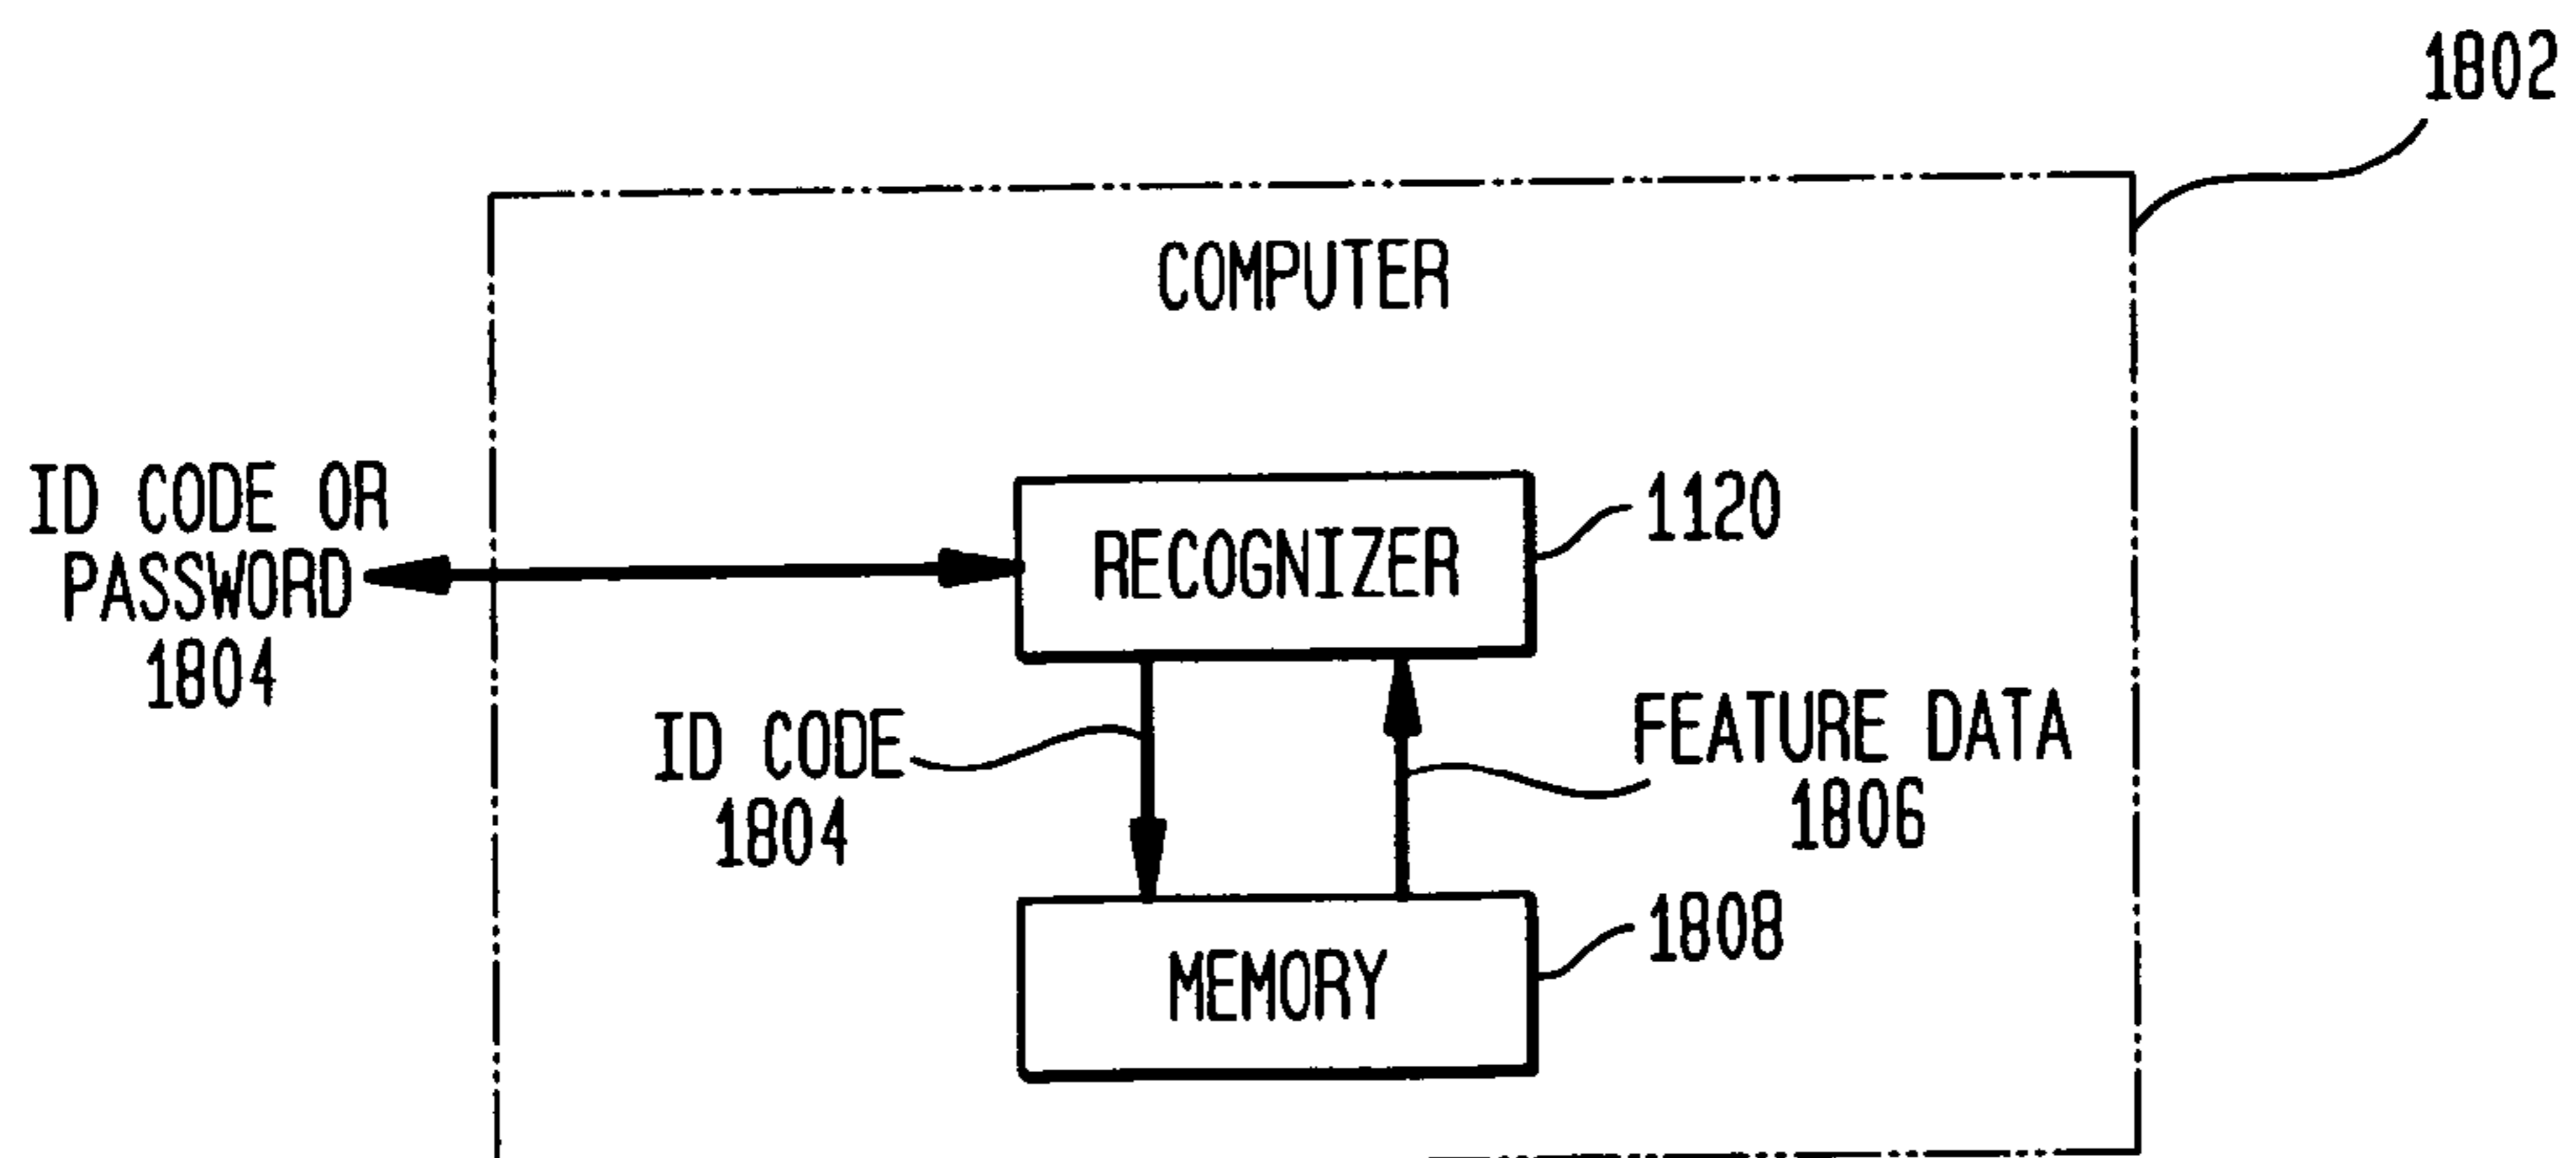 1802
COMPUTER
ID CODE OR
PASSWORD
1804
RECOGNIZER
1120
ID CODE
1804
FEATURE DATA
1806
MEMORY
1808